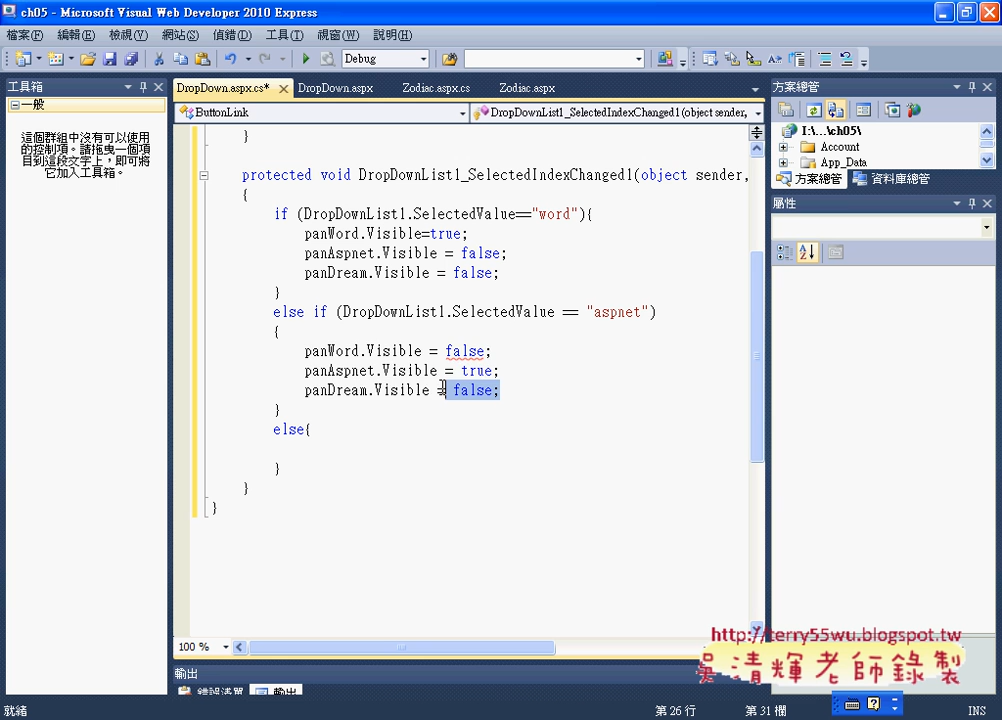 ch05 - Microsoft Visual Web Developer 2010 Express
檔案(F) 編輯(E) 檢視(V) 網站(S) 偵錯(D) 工具(T) 視窗(W) 說明(H)
Debug
工具箱
一般
這個群組中沒有可以使用
的控制項。請拖曳一個項
目到這段文字上，即可將
它加入工具箱。
DropDown.aspx.cs* DropDown.aspx Zodiac.aspx.cs Zodiac.aspx
ButtonLink DropDownList1_SelectedIndexChanged1(object sender,
}
protected void DropDownList1_SelectedIndexChanged1(object sender,
{
if (DropDownList1.SelectedValue=="word"){
panWord.Visible=true;
panAspnet.Visible = false;
panDream.Visible = false;
}
else if (DropDownList1.SelectedValue == "aspnet")
{
panWord.Visible = false;
panAspnet.Visible = true;
panDream.Visible = false;
}
else{
}
}
}
100 %
輸出
錯誤清單 輸出
方案總管
I:\...\ch05\
Account
App_Data
方案總管 資料庫總管
屬性
http://terry55wu.blogspot.tw
吳清輝老師錄製
就緒 第 26 行 第 31 欄 INS